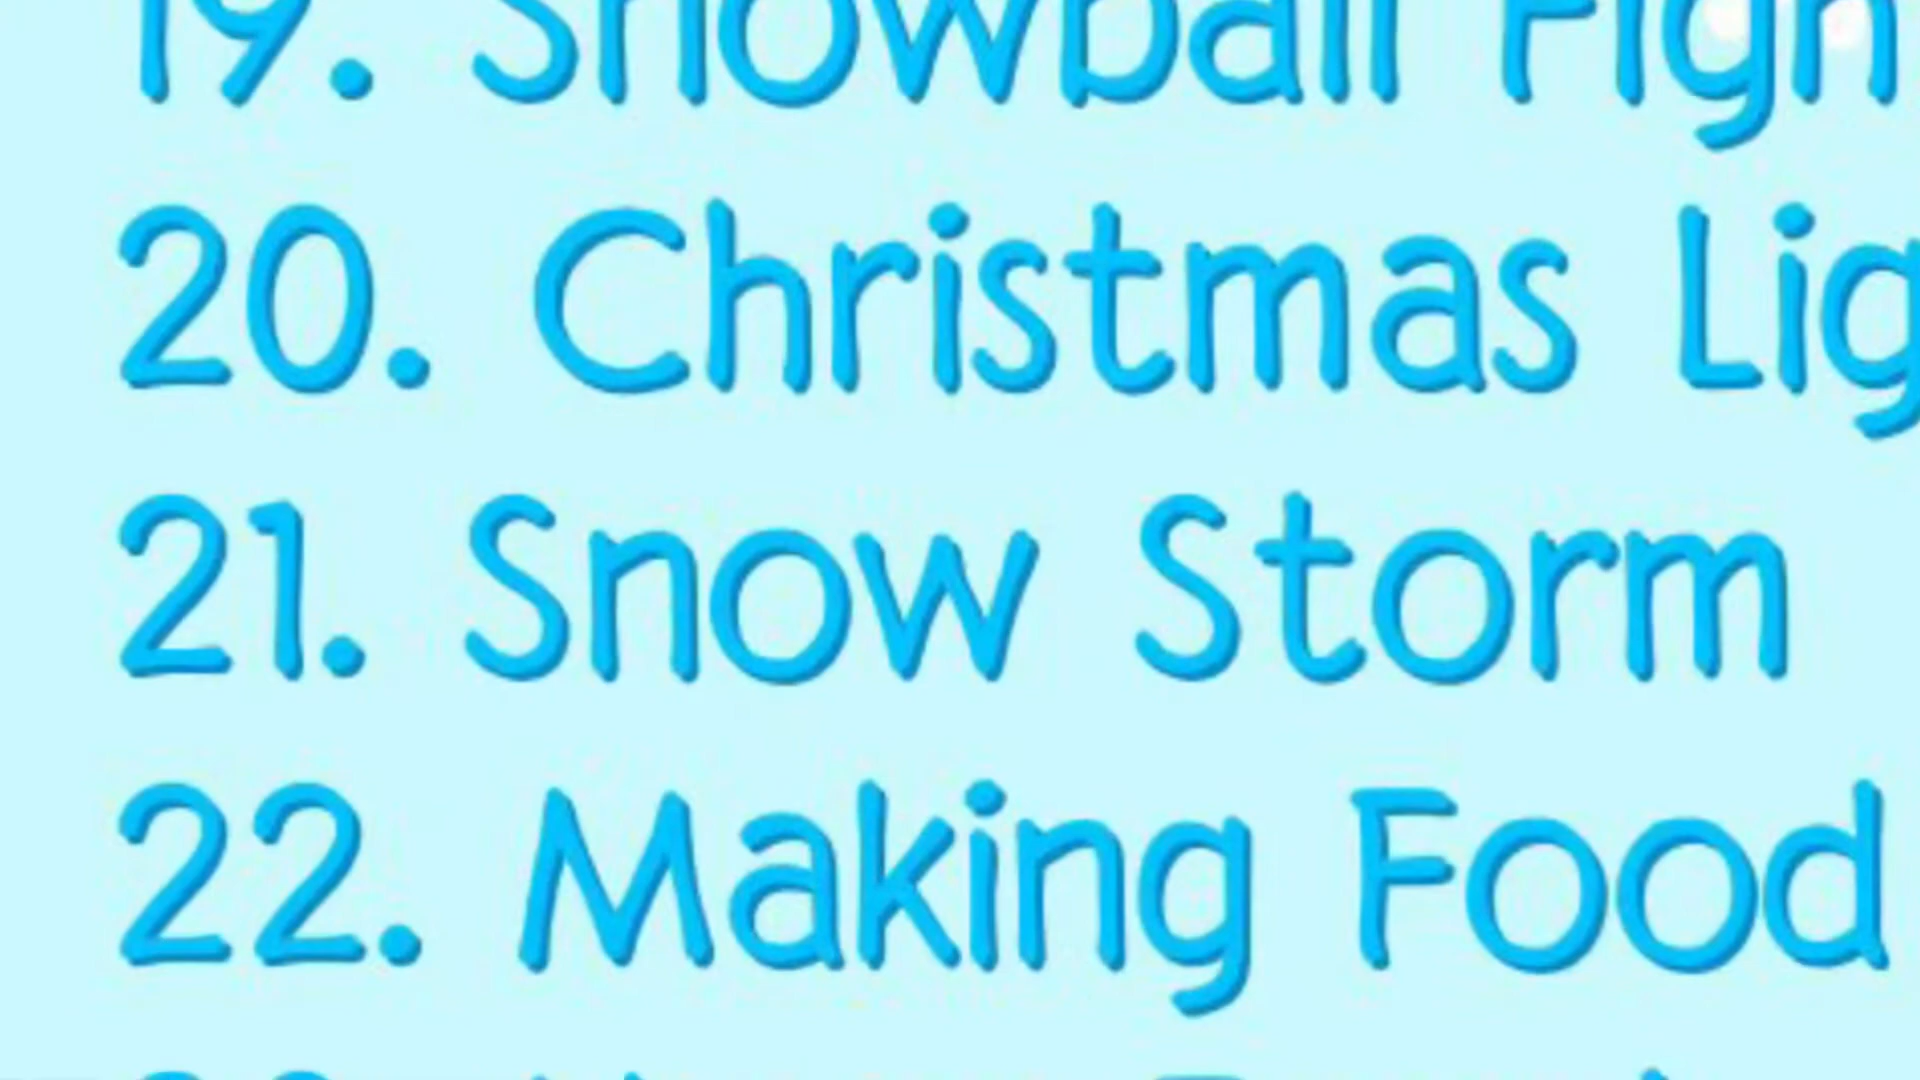 19. Snowball Figh
20. Christmas Lig
21. Snow Storm
22. Making Food